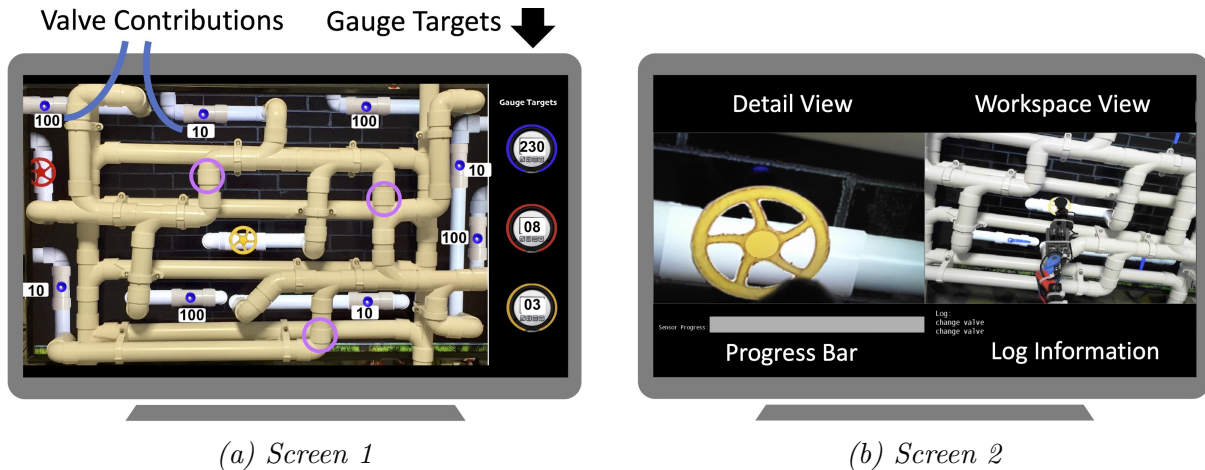 Valve Contributions
Gauge Targets
Gauge Targets
100
10
100
230
10
08
100
10
100
10
03
(a) Screen 1
Detail View
Workspace View
Sensor Progress:
Log:
change valve
change valve
Progress Bar
Log Information
(b) Screen 2